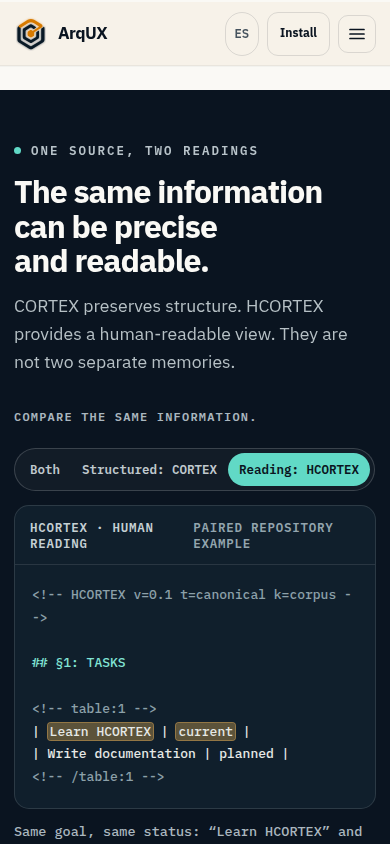 ArqUX
ES
Install
ONE SOURCE, TWO READINGS
The same information
can be precise
and readable.
CORTEX preserves structure. HCORTEX
provides a human-readable view. They are
not two separate memories.
COMPARE THE SAME INFORMATION.
Both Structured: CORTEX Reading: HCORTEX
HCORTEX · HUMAN
READING
PAIRED REPOSITORY
EXAMPLE
<!-- HCORTEX v=0.1 t=canonical k=corpus -
->
## §1: TASKS
<!-- table:1 -->
| Learn HCORTEX | current |
| Write documentation | planned |
<!-- /table:1 -->
Same goal, same status: “Learn HCORTEX” and